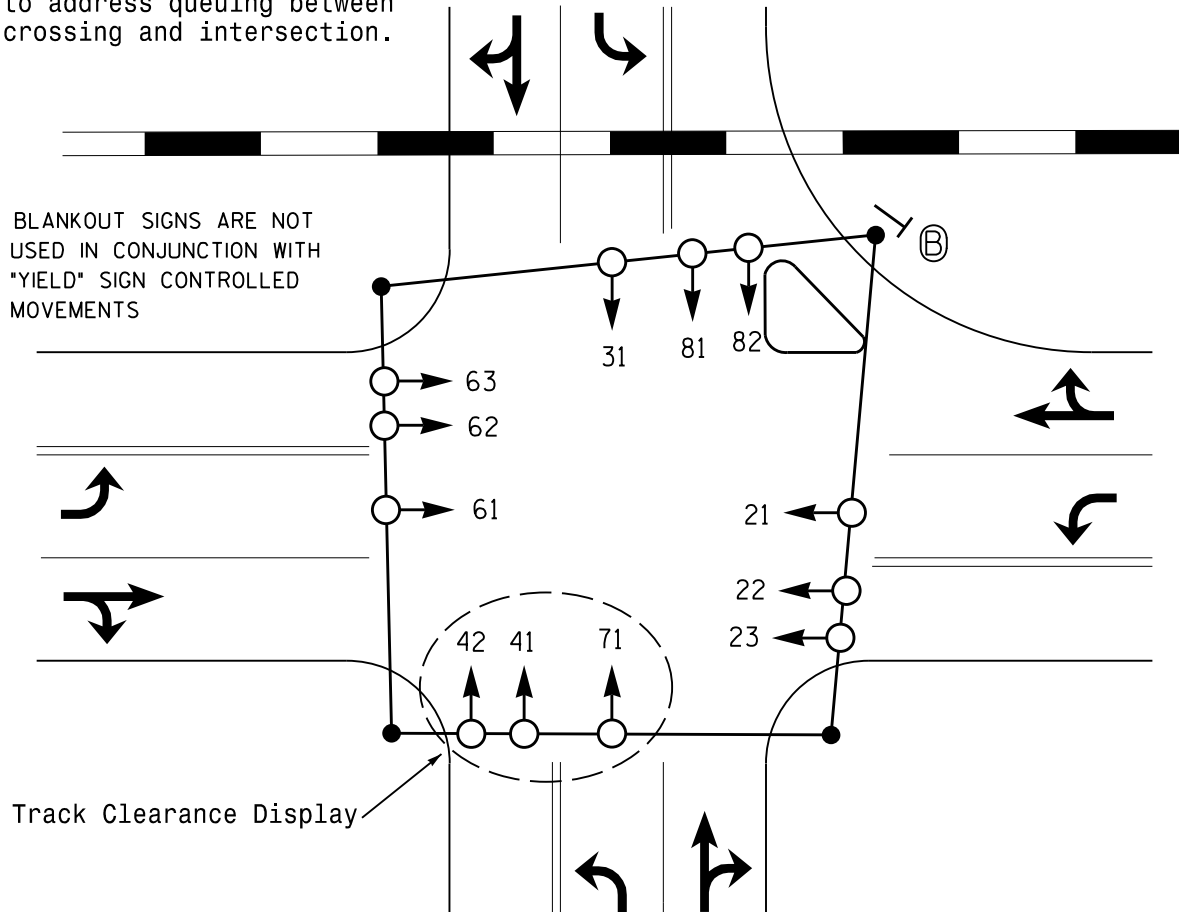 to address queuing between
crossing and intersection.
BLANKOUT SIGNS ARE NOT
USED IN CONJUNCTION WITH
"YIELD" SIGN CONTROLLED
MOVEMENTS
B
31
81
82
63
62
61
21
22
23
42
41
71
Track Clearance Display